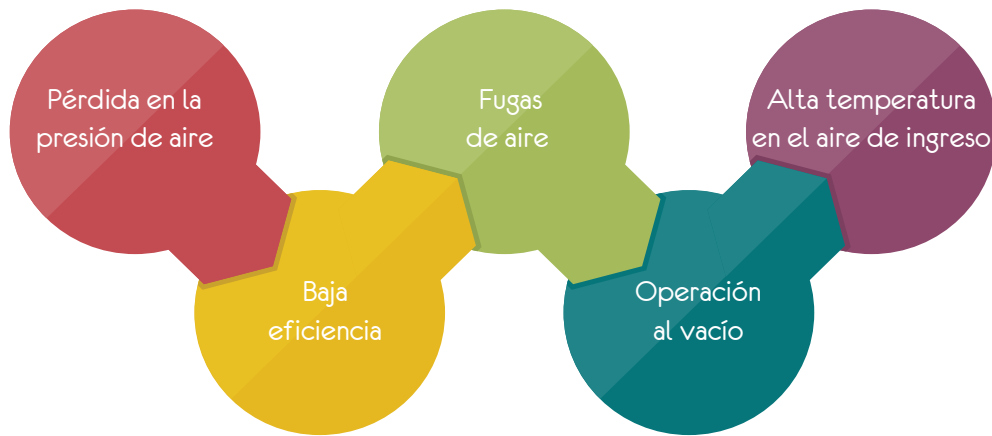 Pérdida en la
presión de aire
Baja
eficiencia
Fugas
de aire
Operación
al vacío
Alta temperatura
en el aire de ingreso